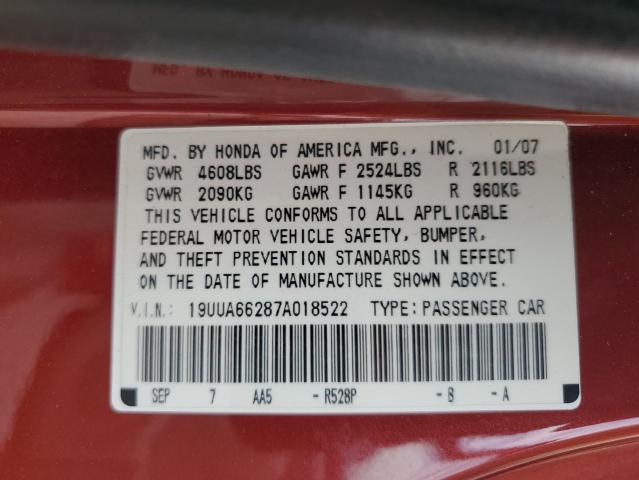 MFD. BY HONDA OF AMERICA MFG., INC. 01/07
GVWR 4608LBS GAWR F 2524LBS R 2116LBS
GVWR 2090KG GAWR F 1145KG R 960KG
THIS VEHICLE CONFORMS TO ALL APPLICABLE
FEDERAL MOTOR VEHICLE SAFETY, BUMPER,
AND THEFT PREVENTION STANDARDS IN EFFECT
ON THE DATE OF MANUFACTURE SHOWN ABOVE.
V.I.N.: 19UUA66287A018522 TYPE: PASSENGER CAR
SEP 7 AA5 -R528P -B -A